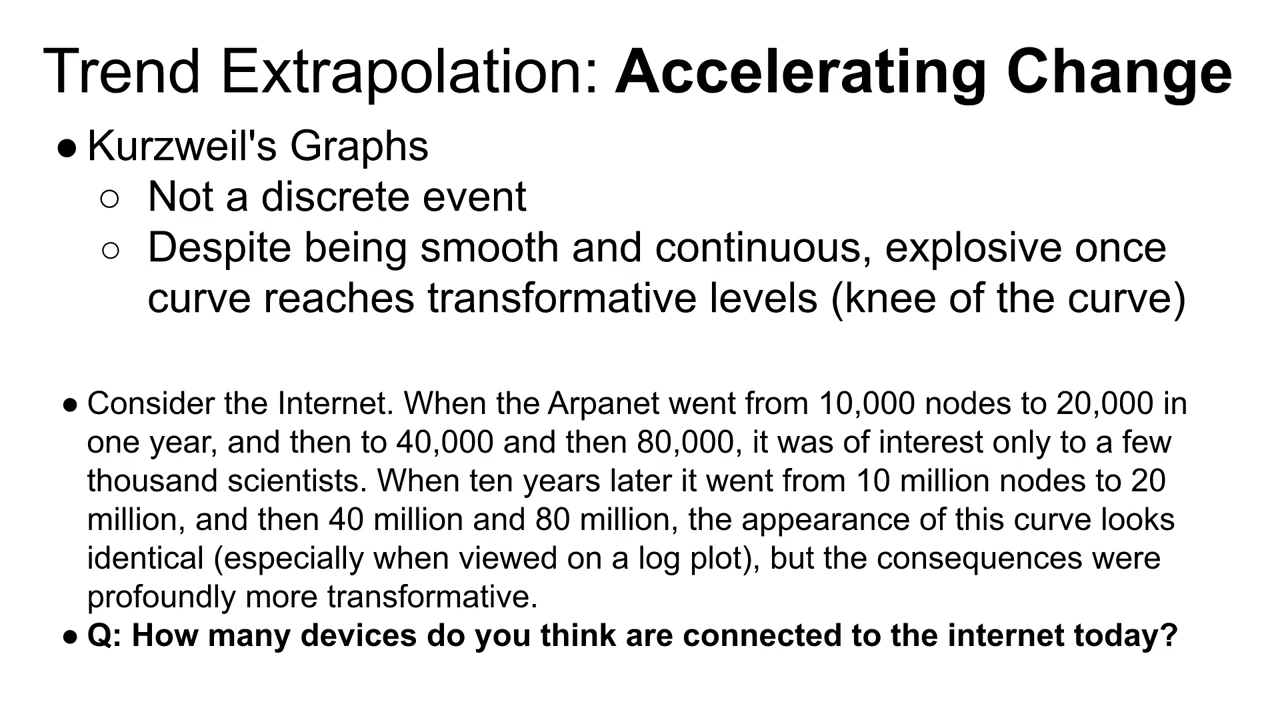 Trend Extrapolation: Accelerating Change
● Kurzweil's Graphs
○ Not a discrete event
○ Despite being smooth and continuous, explosive once
curve reaches transformative levels (knee of the curve)
● Consider the Internet. When the Arpanet went from 10,000 nodes to 20,000 in
one year, and then to 40,000 and then 80,000, it was of interest only to a few
thousand scientists. When ten years later it went from 10 million nodes to 20
million, and then 40 million and 80 million, the appearance of this curve looks
identical (especially when viewed on a log plot), but the consequences were
profoundly more transformative.
● Q: How many devices do you think are connected to the internet today?